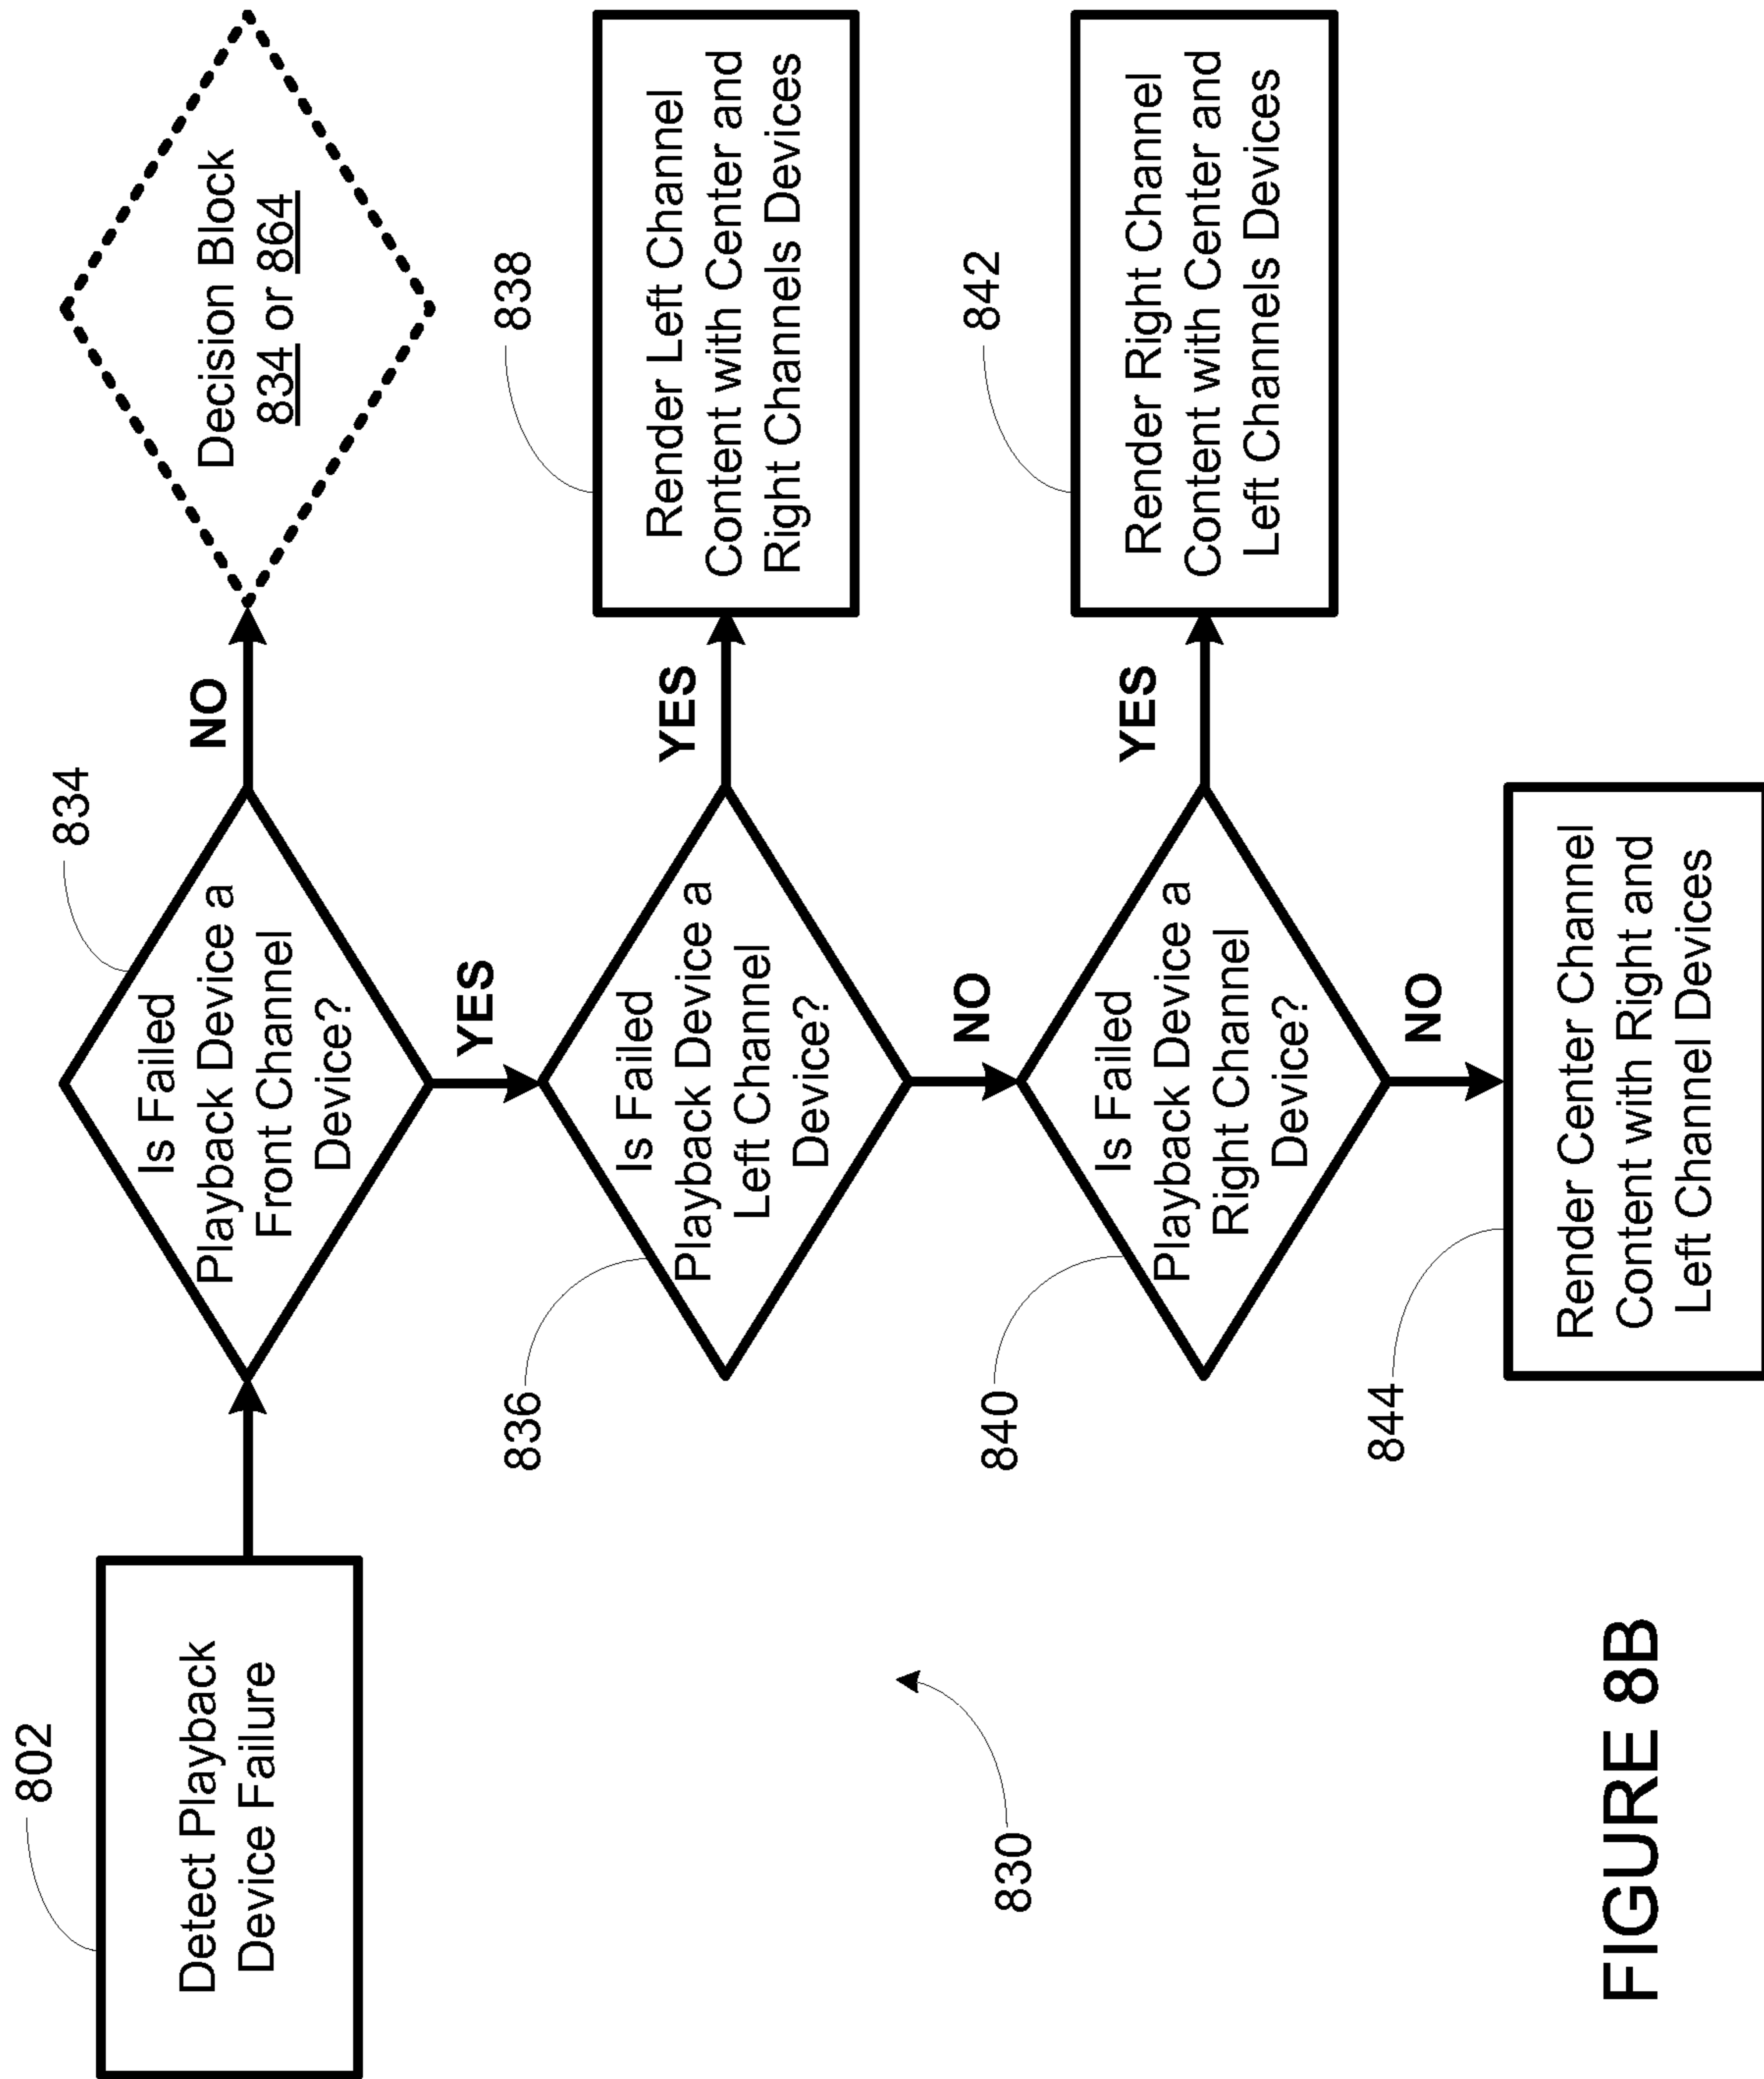 802
Detect Playback
Device Failure
834
Is Failed
Playback Device a
Front Channel
Device?
NO
Decision Block
834 or 864
YES
836
Is Failed
Playback Device a
Left Channel
Device?
YES
838
Render Left Channel
Content with Center and
Right Channels Devices
NO
840
Is Failed
Playback Device a
Right Channel
Device?
YES
842
Render Right Channel
Content with Center and
Left Channels Devices
NO
844
Render Center Channel
Content with Right and
Left Channel Devices
830
FIGURE 8B